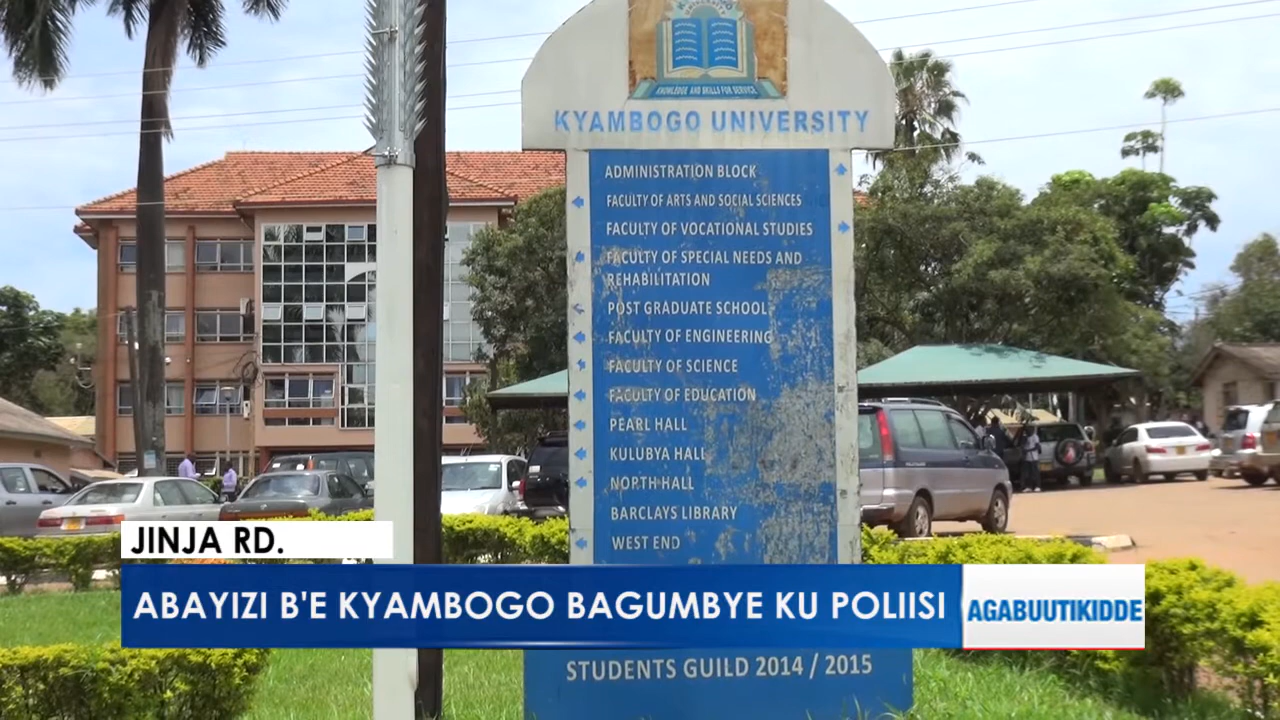 KYAMBOGO
KNOWLEDGE AND SKILLS FOR SERVICE
KYAMBOGO UNIVERSITY
ADMINISTRATION BLOCK
FACULTY OF ARTS AND SOCIAL SCIENCES
FACULTY OF VOCATIONAL STUDIES
FACULTY OF SPECIAL NEEDS AND
REHABILITATION
POST GRADUATE SCHOOL
FACULTY OF ENGINEERING
FACULTY OF SCIENCE
FACULTY OF EDUCATION
PEARL HALL
KULUBYA HALL
NORTH HALL
BARCLAYS LIBRARY
WEST END
JINJA RD.
ABAYIZI B'E KYAMBOGO BAGUMBYE KU POLIISI
AGABUUTIKIDDE
STUDENTS GUILD 2014 / 2015